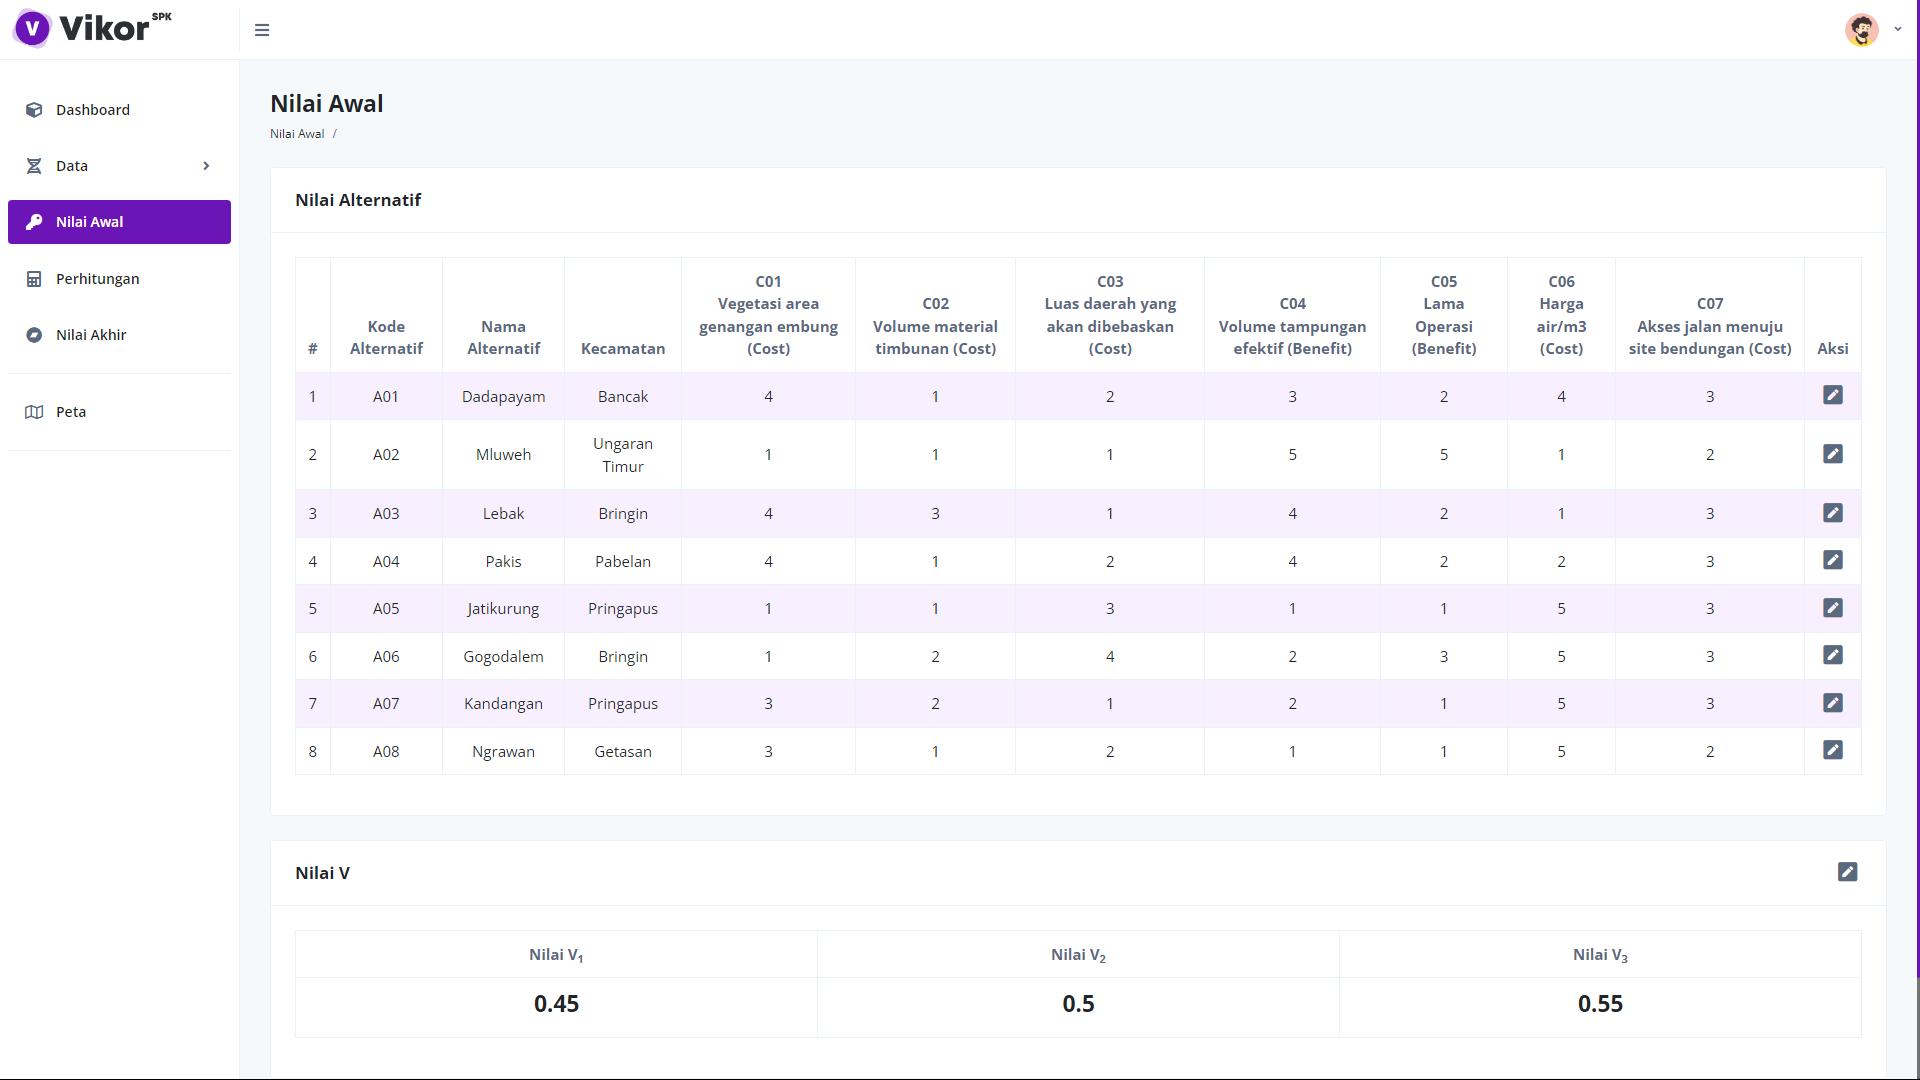 V Vikor SPK
Dashboard
Data
Nilai Awal
Perhitungan
Nilai Akhir
Peta
Nilai Awal
Nilai Awal /
Nilai Alternatif
# Kode Alternatif Nama Alternatif Kecamatan C01 Vegetasi area genangan embung (Cost) C02 Volume material timbunan (Cost) C03 Luas daerah yang akan dibebaskan (Cost) C04 Volume tampungan efektif (Benefit) C05 Lama Operasi (Benefit) C06 Harga air/m3 (Cost) C07 Akses jalan menuju site bendungan (Cost) Aksi
1 A01 Dadapayam Bancak 4 1 2 3 2 4 3
2 A02 Mluweh Ungaran Timur 1 1 1 5 5 1 2
3 A03 Lebak Bringin 4 3 1 4 2 1 3
4 A04 Pakis Pabelan 4 1 2 4 2 2 3
5 A05 Jatikurung Pringapus 1 1 3 1 1 5 3
6 A06 Gogodalem Bringin 1 2 4 2 3 5 3
7 A07 Kandangan Pringapus 3 2 1 2 1 5 3
8 A08 Ngrawan Getasan 3 1 2 1 1 5 2
Nilai V
Nilai V1 Nilai V2 Nilai V3
0.45 0.5 0.55